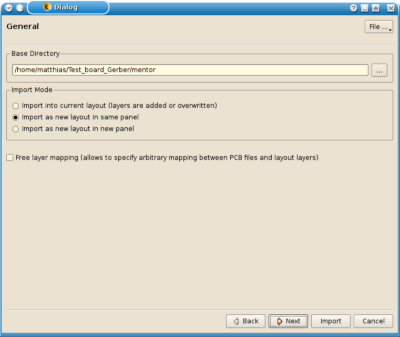 Dialog
General
File ...
Base Directory
/home/matthias/Test_board_Gerber/mentor
...
Import Mode
Import into current layout (layers are added or overwritten)
Import as new layout in same panel
Import as new layout in new panel
Free layer mapping (allows to specify arbitrary mapping between PCB files and layout layers)
Back Next Import Cancel